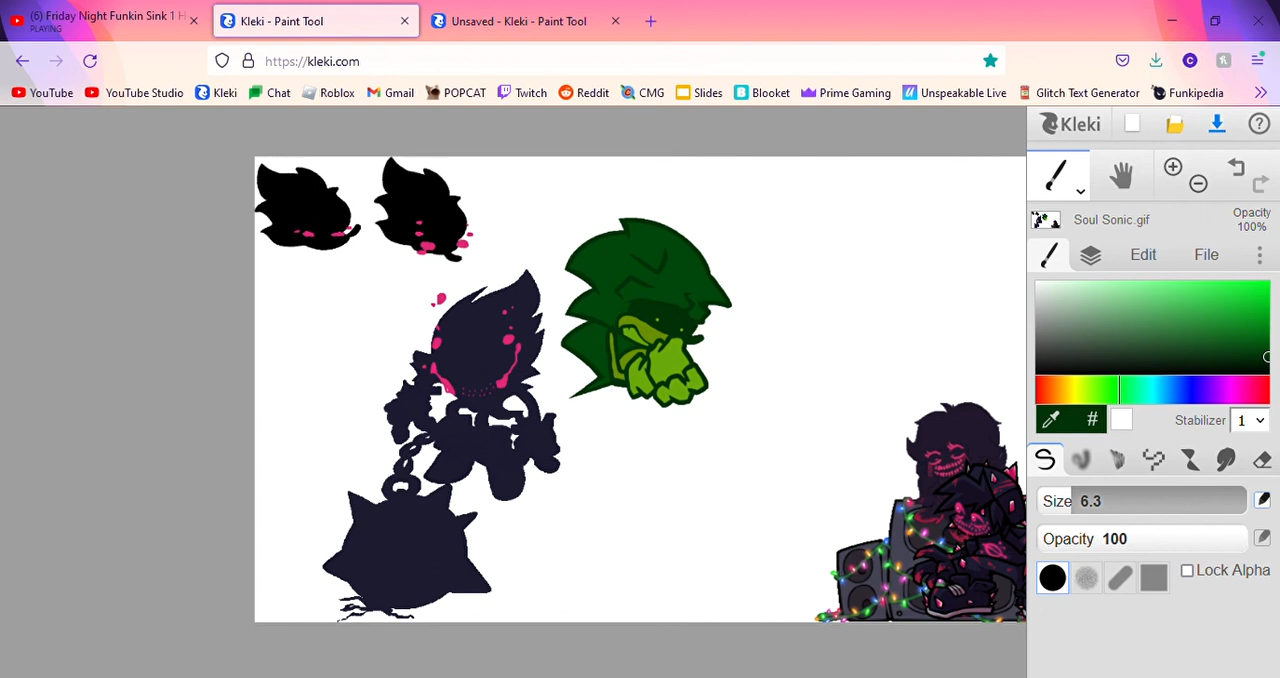 (6) Friday Night Funkin Sink 1 H
PLAYING
Kleki - Paint Tool
Unsaved - Kleki - Paint Tool
https://kleki.com
YouTube YouTube Studio Kleki Chat Roblox Gmail POPCAT Twitch Reddit CMG Slides Blooket Prime Gaming Unspeakable Live Glitch Text Generator Funkipedia
Kleki
Soul Sonic.gif
Opacity
100%
Edit File
#
Stabilizer 1
Size 6.3
Opacity 100
Lock Alpha